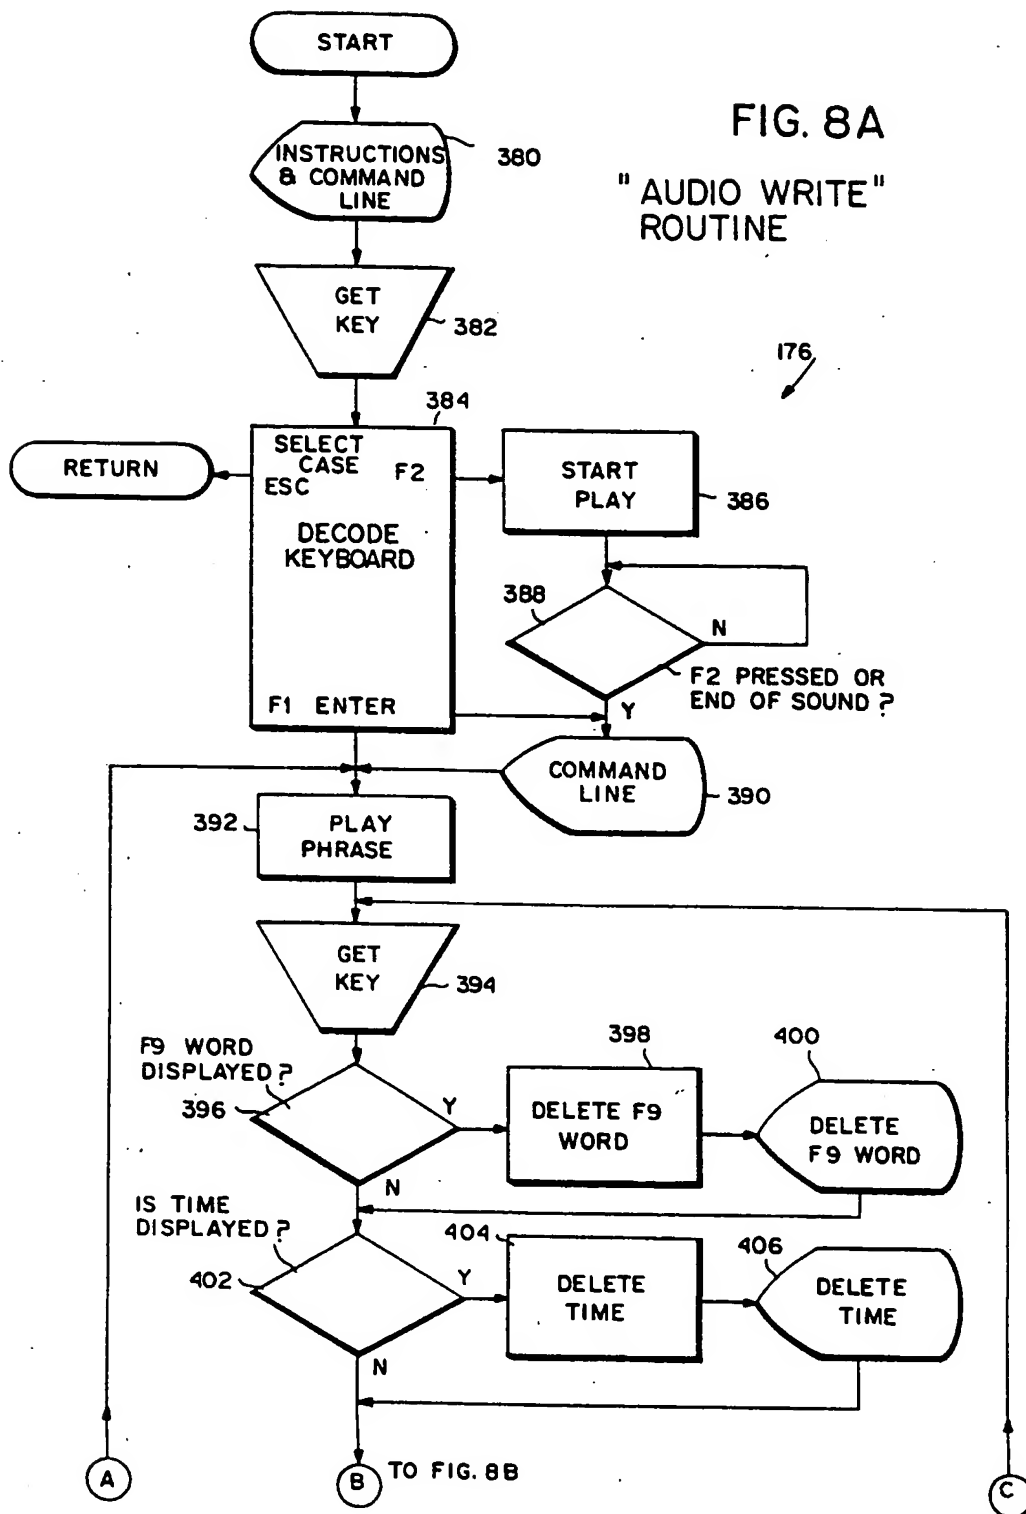 START
FIG. 8A
"AUDIO WRITE"
ROUTINE
INSTRUCTIONS
& COMMAND
LINE
380
GET
KEY
382
176
384
SELECT
CASE
ESC
F2
DECODE
KEYBOARD
F1 ENTER
RETURN
START
PLAY
386
388
N
F2 PRESSED OR
END OF SOUND?
Y
COMMAND
LINE
390
392
PLAY
PHRASE
GET
KEY
394
F9 WORD
DISPLAYED?
396
Y
N
398
DELETE F9
WORD
400
DELETE
F9 WORD
IS TIME
DISPLAYED?
402
Y
N
404
DELETE
TIME
406
DELETE
TIME
A
B
TO FIG. 8B
C